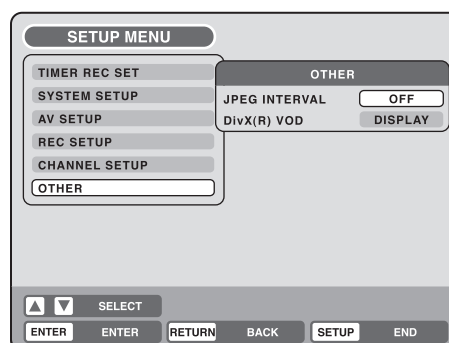 SETUP MENU
TIMER REC SET
SYSTEM SETUP
AV SETUP
REC SETUP
CHANNEL SETUP
OTHER
OTHER
JPEG INTERVAL OFF
DivX(R) VOD DISPLAY
SELECT
ENTER ENTER RETURN BACK SETUP END